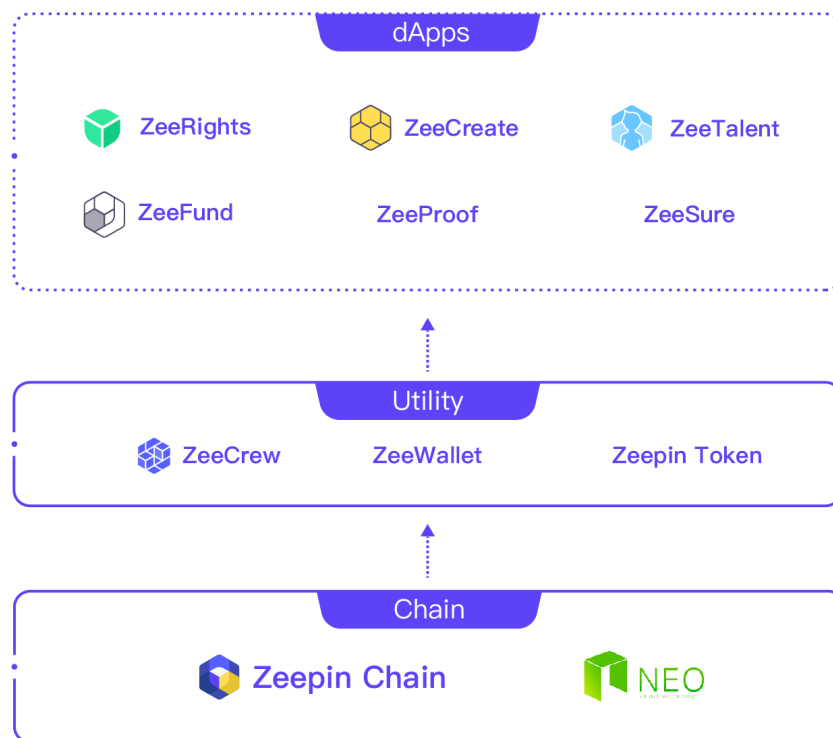 dApps
ZeeRights ZeeCreate ZeeTalent
ZeeFund ZeeProof ZeeSure
Utility
ZeeCrew ZeeWallet Zeepin Token
Chain
Zeepin Chain NEO